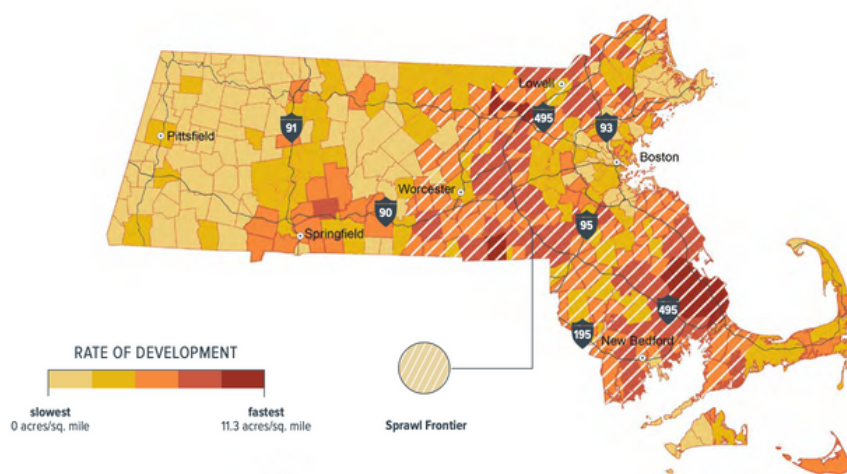 Lowell
495
93
91
Pittsfield
Boston
Worcester
90
95
Springfield
495
195
New Bedford
RATE OF DEVELOPMENT
slowest
0 acres/sq. mile
fastest
11.3 acres/sq. mile
Sprawl Frontier